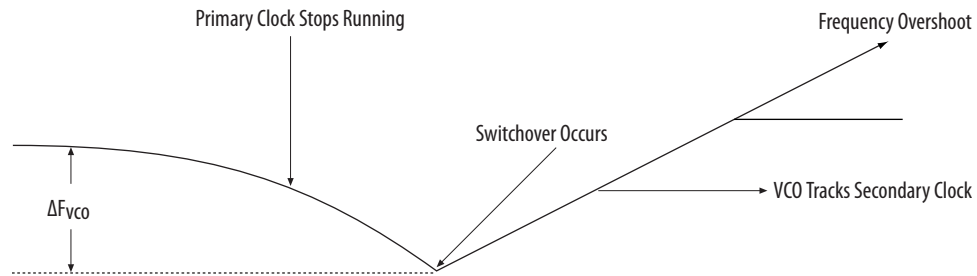 Primary Clock Stops Running
Frequency Overshoot
Switchover Occurs
VCO Tracks Secondary Clock
ΔFvco